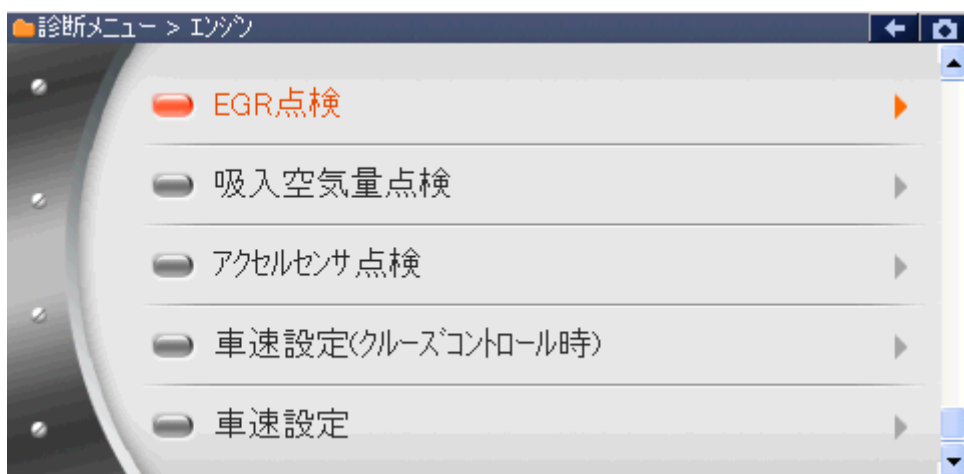 診断メニュー > エンジン
EGR点検
吸入空気量点検
アクセルセンサ点検
車速設定(クルーズコントロール時)
車速設定